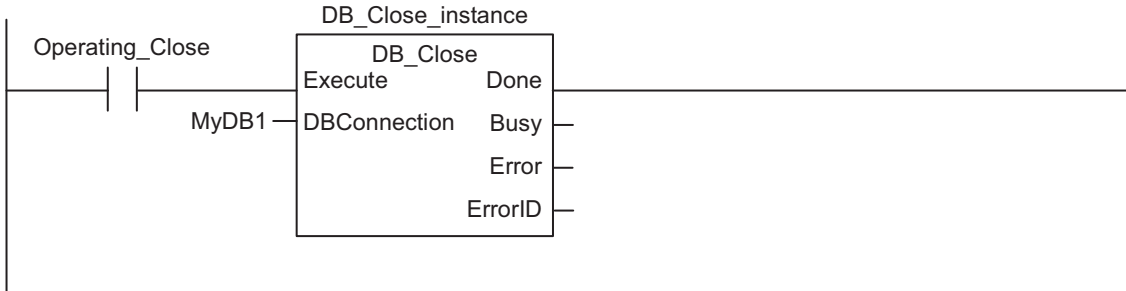 DB_Close_instance
Operating_Close
DB_Close
Execute Done
MyDB1 DBConnection Busy
Error
ErrorID